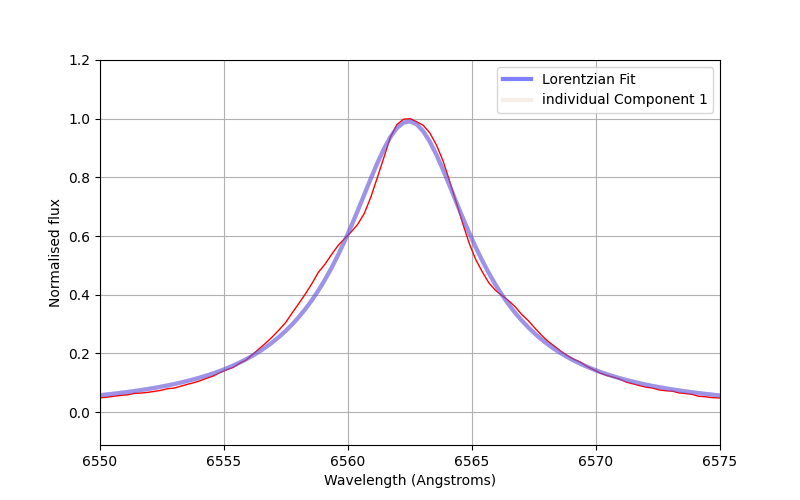 1.2
1.0
0.8
0.6
0.4
0.2
0.0
Normalised flux
Lorentzian Fit
individual Component 1
6550 6555 6560 6565 6570 6575
Wavelength (Angstroms)